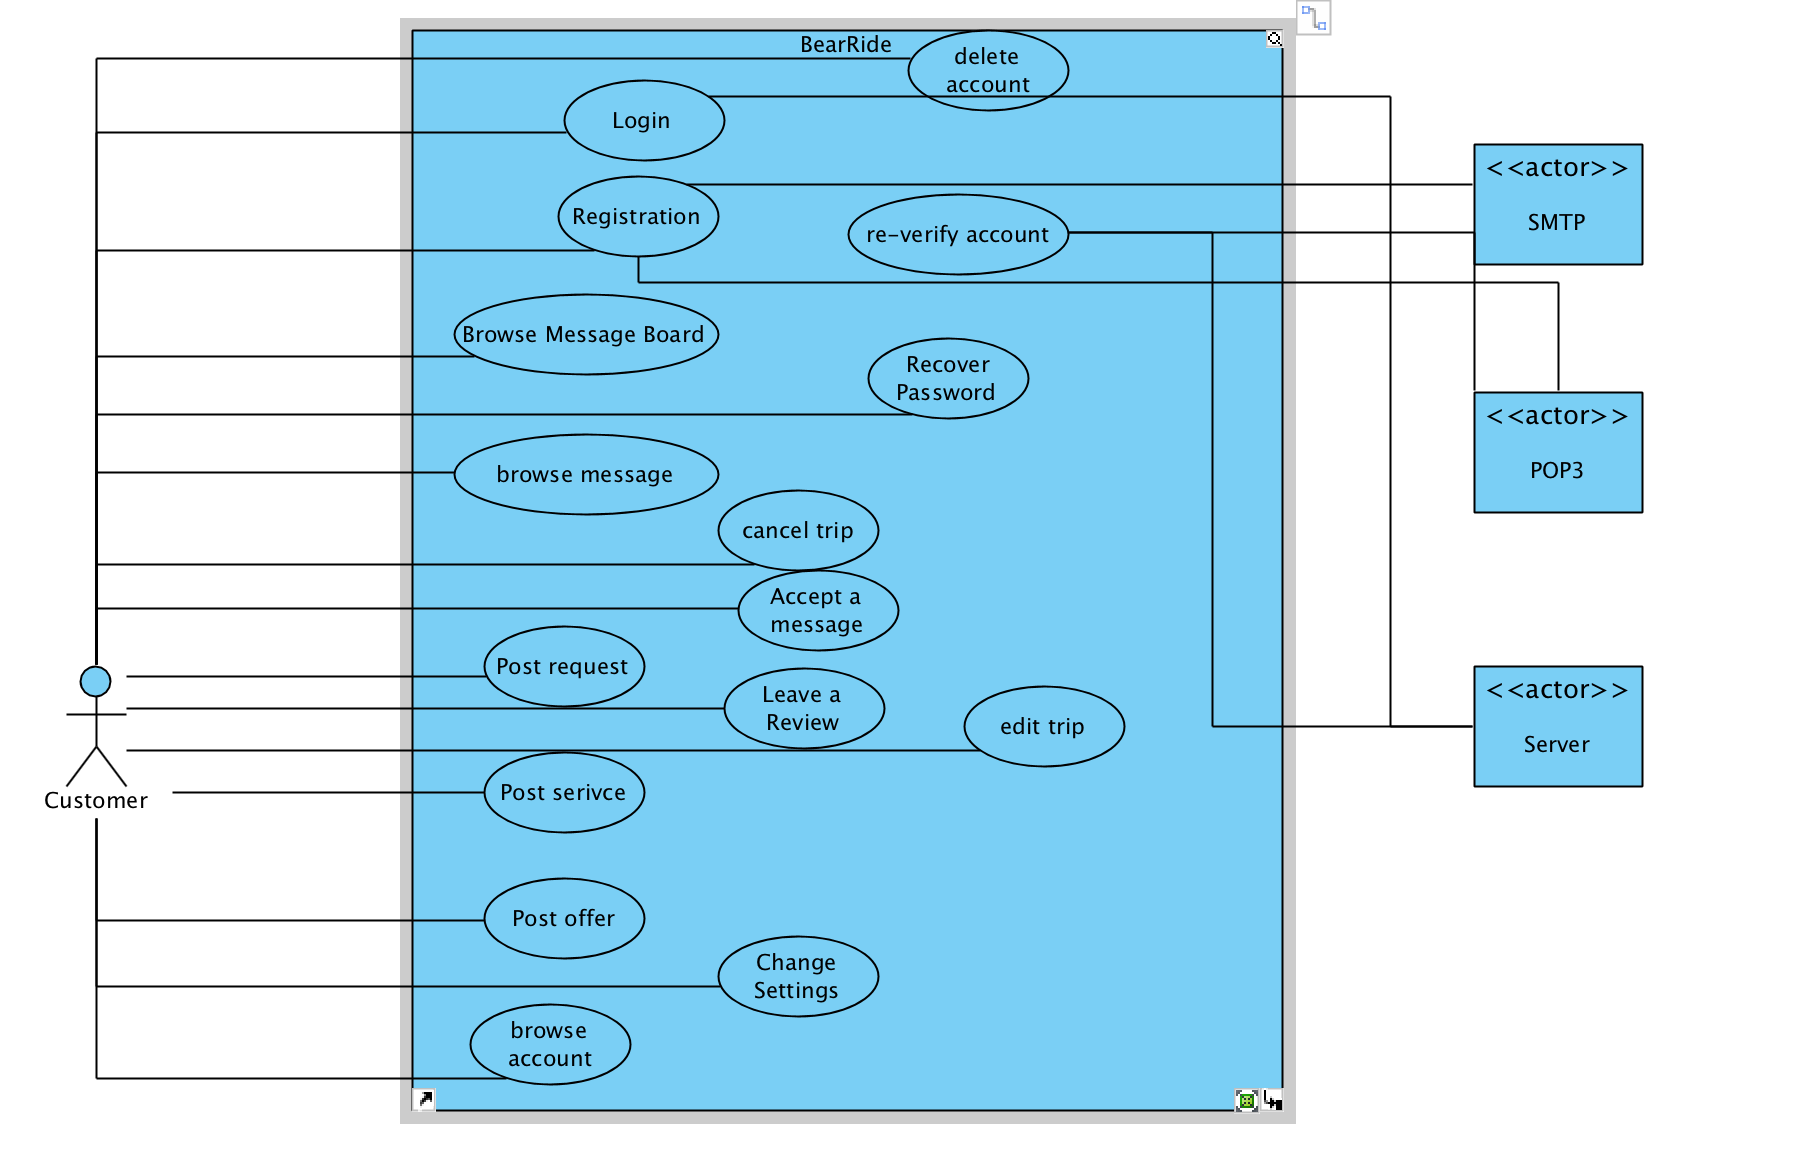 BearRide
delete
account
Login
<<actor>>
SMTP
Registration
re-verify account
Browse Message Board
Recover
Password
<<actor>>
POP3
browse message
cancel trip
Accept a
message
Post request
Leave a
Review
edit trip
<<actor>>
Server
Customer
Post serivce
Post offer
Change
Settings
browse
account